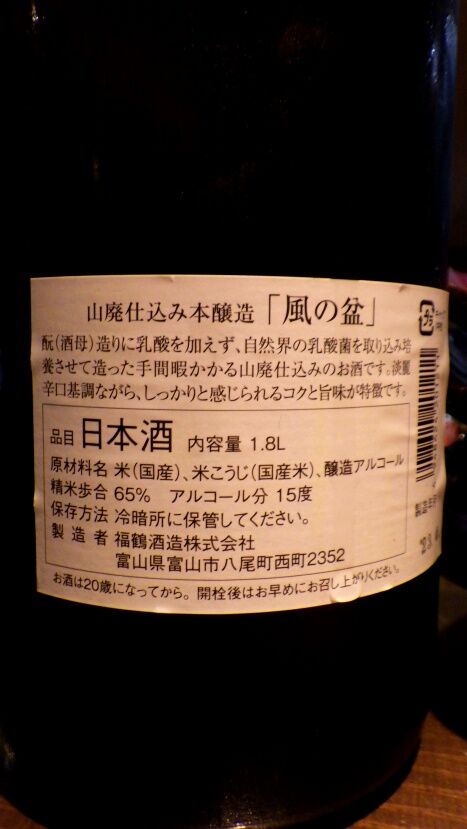 山廃仕込み本醸造「風の盆」
酛(酒母)造りに乳酸を加えず、自然界の乳酸菌を取り込み培
養させて造った手間暇かかる山廃仕込みのお酒です。淡麗
辛口基調ながら、しっかりと感じられるコクと旨味が特徴です。
品目 日本酒 内容量 1.8L
原材料名 米(国産)、米こうじ(国産米)、醸造アルコール
精米歩合 65% アルコール分 15度
保存方法 冷暗所に保管してください。
製造者 福鶴酒造株式会社
富山県富山市八尾町西町2352
お酒は20歳になってから。開栓後はお早めにお召し上がりください。
プラ